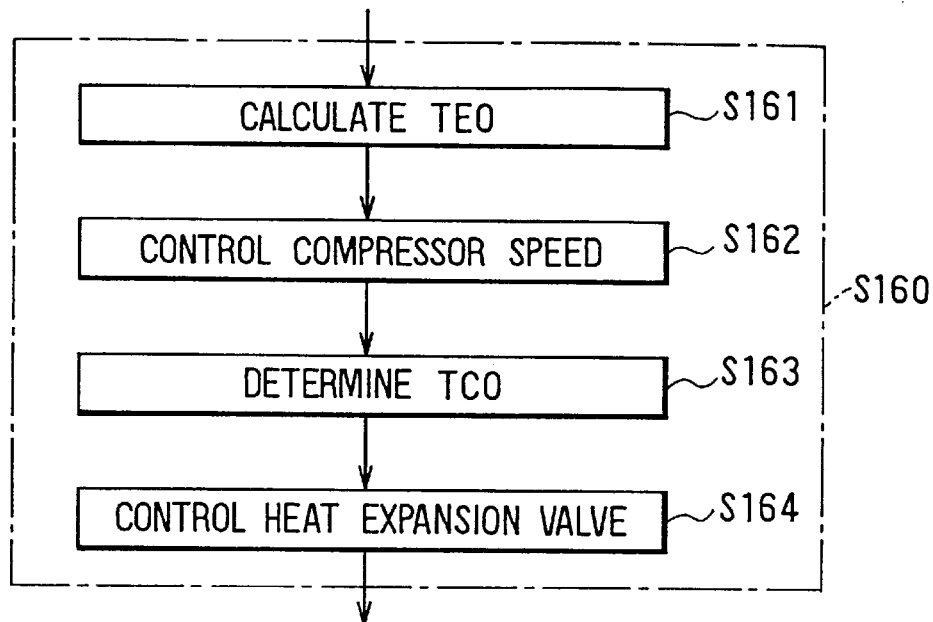 CALCULATE TEO
S161
CONTROL COMPRESSOR SPEED
S162
S160
DETERMINE TCO
S163
CONTROL HEAT EXPANSION VALVE
S164